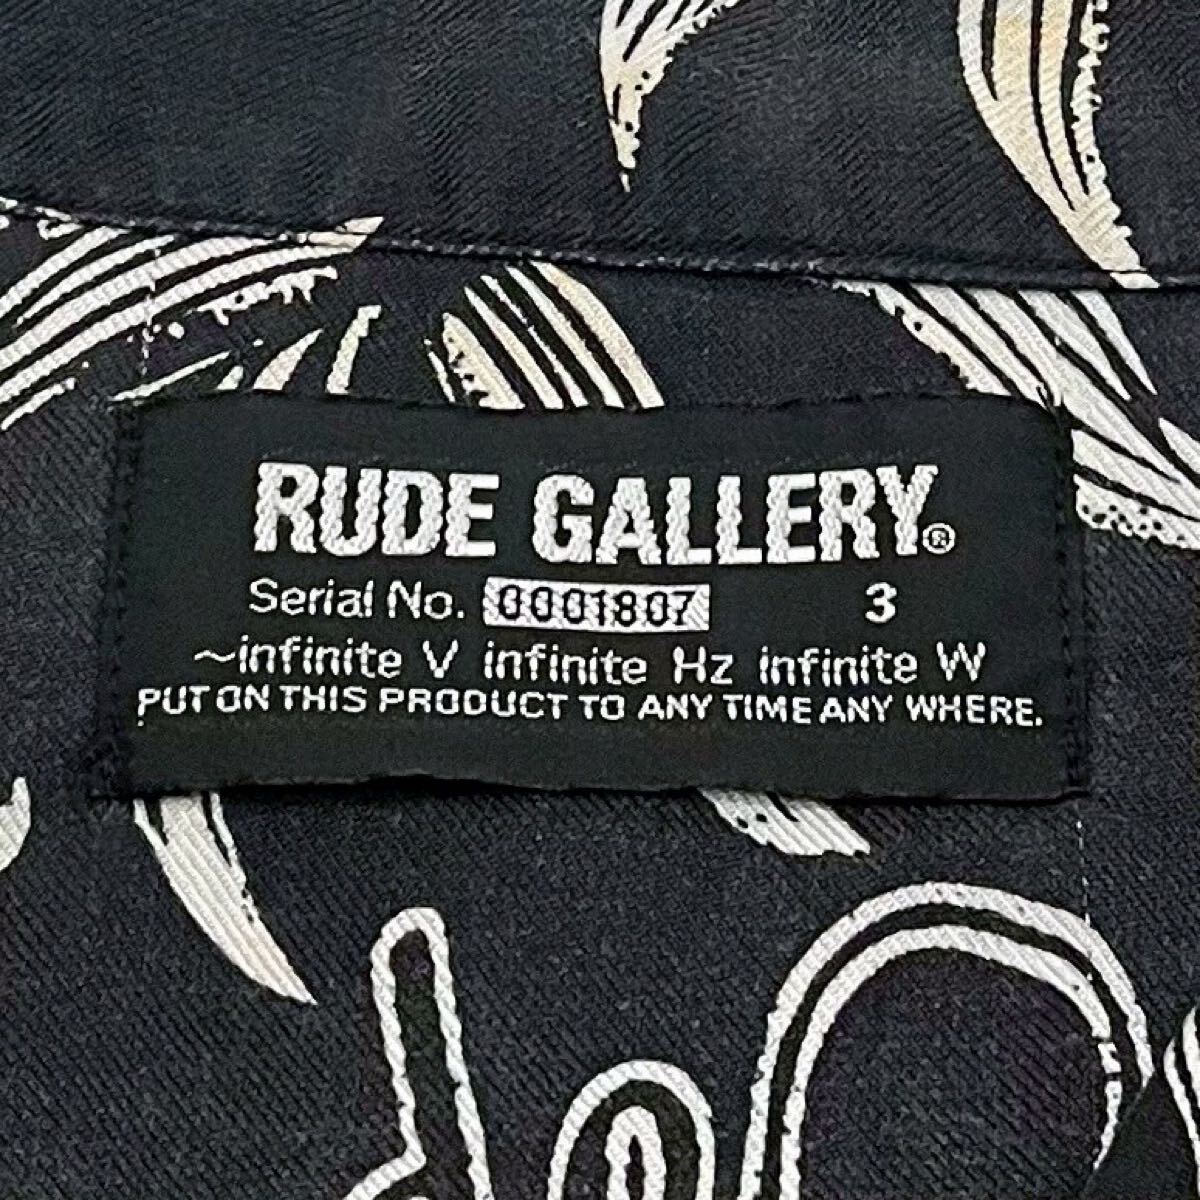 RUDE GALLERY®
Serial No. 0001807 3
~infinite V infinite Hz infinite W
PUT ON THIS PRODUCT TO ANY TIME ANY WHERE.